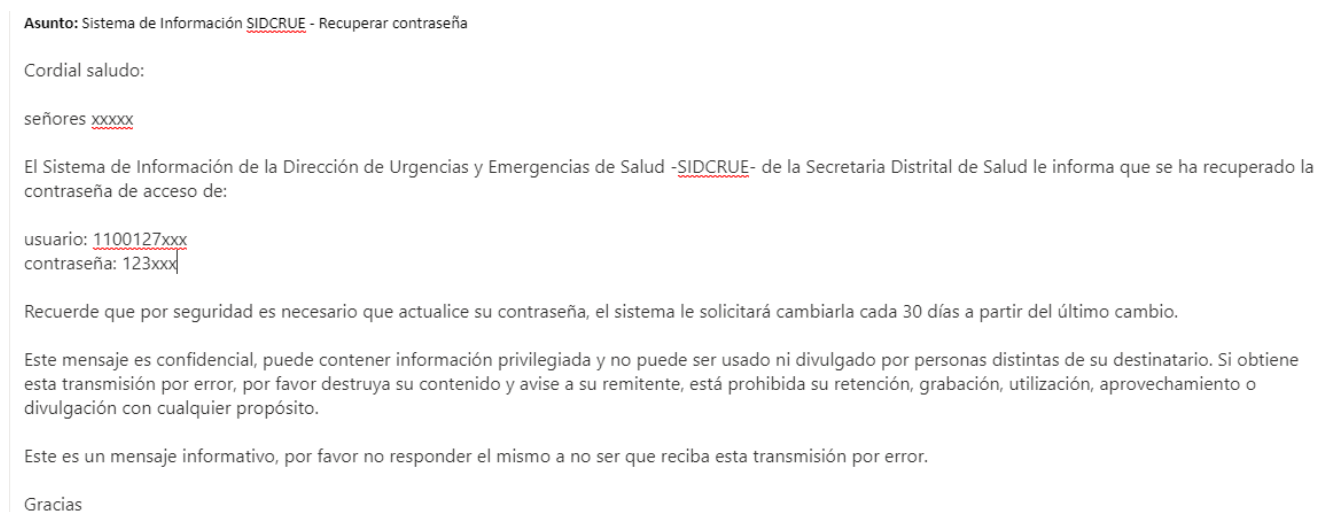 Asunto: Sistema de Información SIDCRUE - Recuperar contraseña
Cordial saludo:
señores xxxxx
El Sistema de Información de la Dirección de Urgencias y Emergencias de Salud -SIDCRUE- de la Secretaria Distrital de Salud le informa que se ha recuperado la
contraseña de acceso de:
usuario: 1100127xxx
contraseña: 123xxx
Recuerde que por seguridad es necesario que actualice su contraseña, el sistema le solicitará cambiarla cada 30 días a partir del último cambio.
Este mensaje es confidencial, puede contener información privilegiada y no puede ser usado ni divulgado por personas distintas de su destinatario. Si obtiene
esta transmisión por error, por favor destruya su contenido y avise a su remitente, está prohibida su retención, grabación, utilización, aprovechamiento o
divulgación con cualquier propósito.
Este es un mensaje informativo, por favor no responder el mismo a no ser que reciba esta transmisión por error.
Gracias